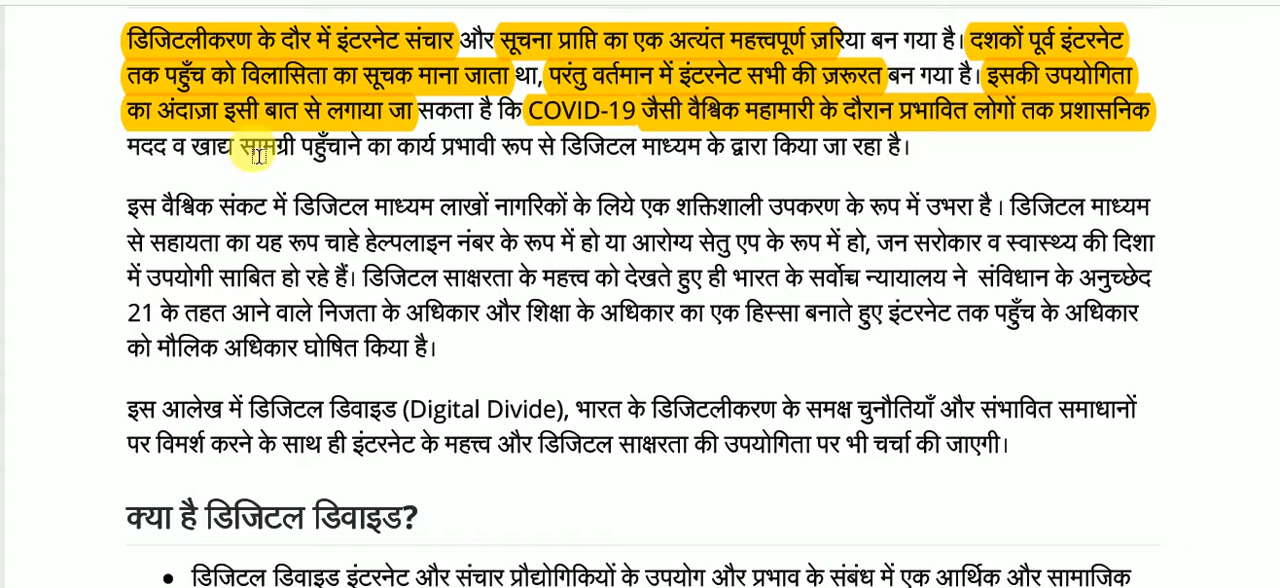 डिजिटलीकरण के दौर में इंटरनेट संचार और सूचना प्राप्ति का एक अत्यंत महत्त्वपूर्ण ज़रिया बन गया है। दशकों पूर्व इंटरनेट
तक पहुँच को विलासिता का सूचक माना जाता था, परंतु वर्तमान में इंटरनेट सभी की ज़रूरत बन गया है। इसकी उपयोगिता
का अंदाज़ा इसी बात से लगाया जा सकता है कि COVID-19 जैसी वैश्विक महामारी के दौरान प्रभावित लोगों तक प्रशासनिक
मदद व खाद्य सामग्री पहुँचाने का कार्य प्रभावी रूप से डिजिटल माध्यम के द्वारा किया जा रहा है।
इस वैश्विक संकट में डिजिटल माध्यम लाखों नागरिकों के लिये एक शक्तिशाली उपकरण के रूप में उभरा है। डिजिटल माध्यम
से सहायता का यह रूप चाहे हेल्पलाइन नंबर के रूप में हो या आरोग्य सेतु एप के रूप में हो, जन सरोकार व स्वास्थ्य की दिशा
में उपयोगी साबित हो रहे हैं। डिजिटल साक्षरता के महत्त्व को देखते हुए ही भारत के सर्वोच्च न्यायालय ने संविधान के अनुच्छेद
21 के तहत आने वाले निजता के अधिकार और शिक्षा के अधिकार का एक हिस्सा बनाते हुए इंटरनेट तक पहुँच के अधिकार
को मौलिक अधिकार घोषित किया है।
इस आलेख में डिजिटल डिवाइड (Digital Divide), भारत के डिजिटलीकरण के समक्ष चुनौतियाँ और संभावित समाधानों
पर विमर्श करने के साथ ही इंटरनेट के महत्त्व और डिजिटल साक्षरता की उपयोगिता पर भी चर्चा की जाएगी।
क्या है डिजिटल डिवाइड?
• डिजिटल डिवाइड इंटरनेट और संचार प्रौद्योगिकियों के उपयोग और प्रभाव के संबंध में एक आर्थिक और सामाजिक